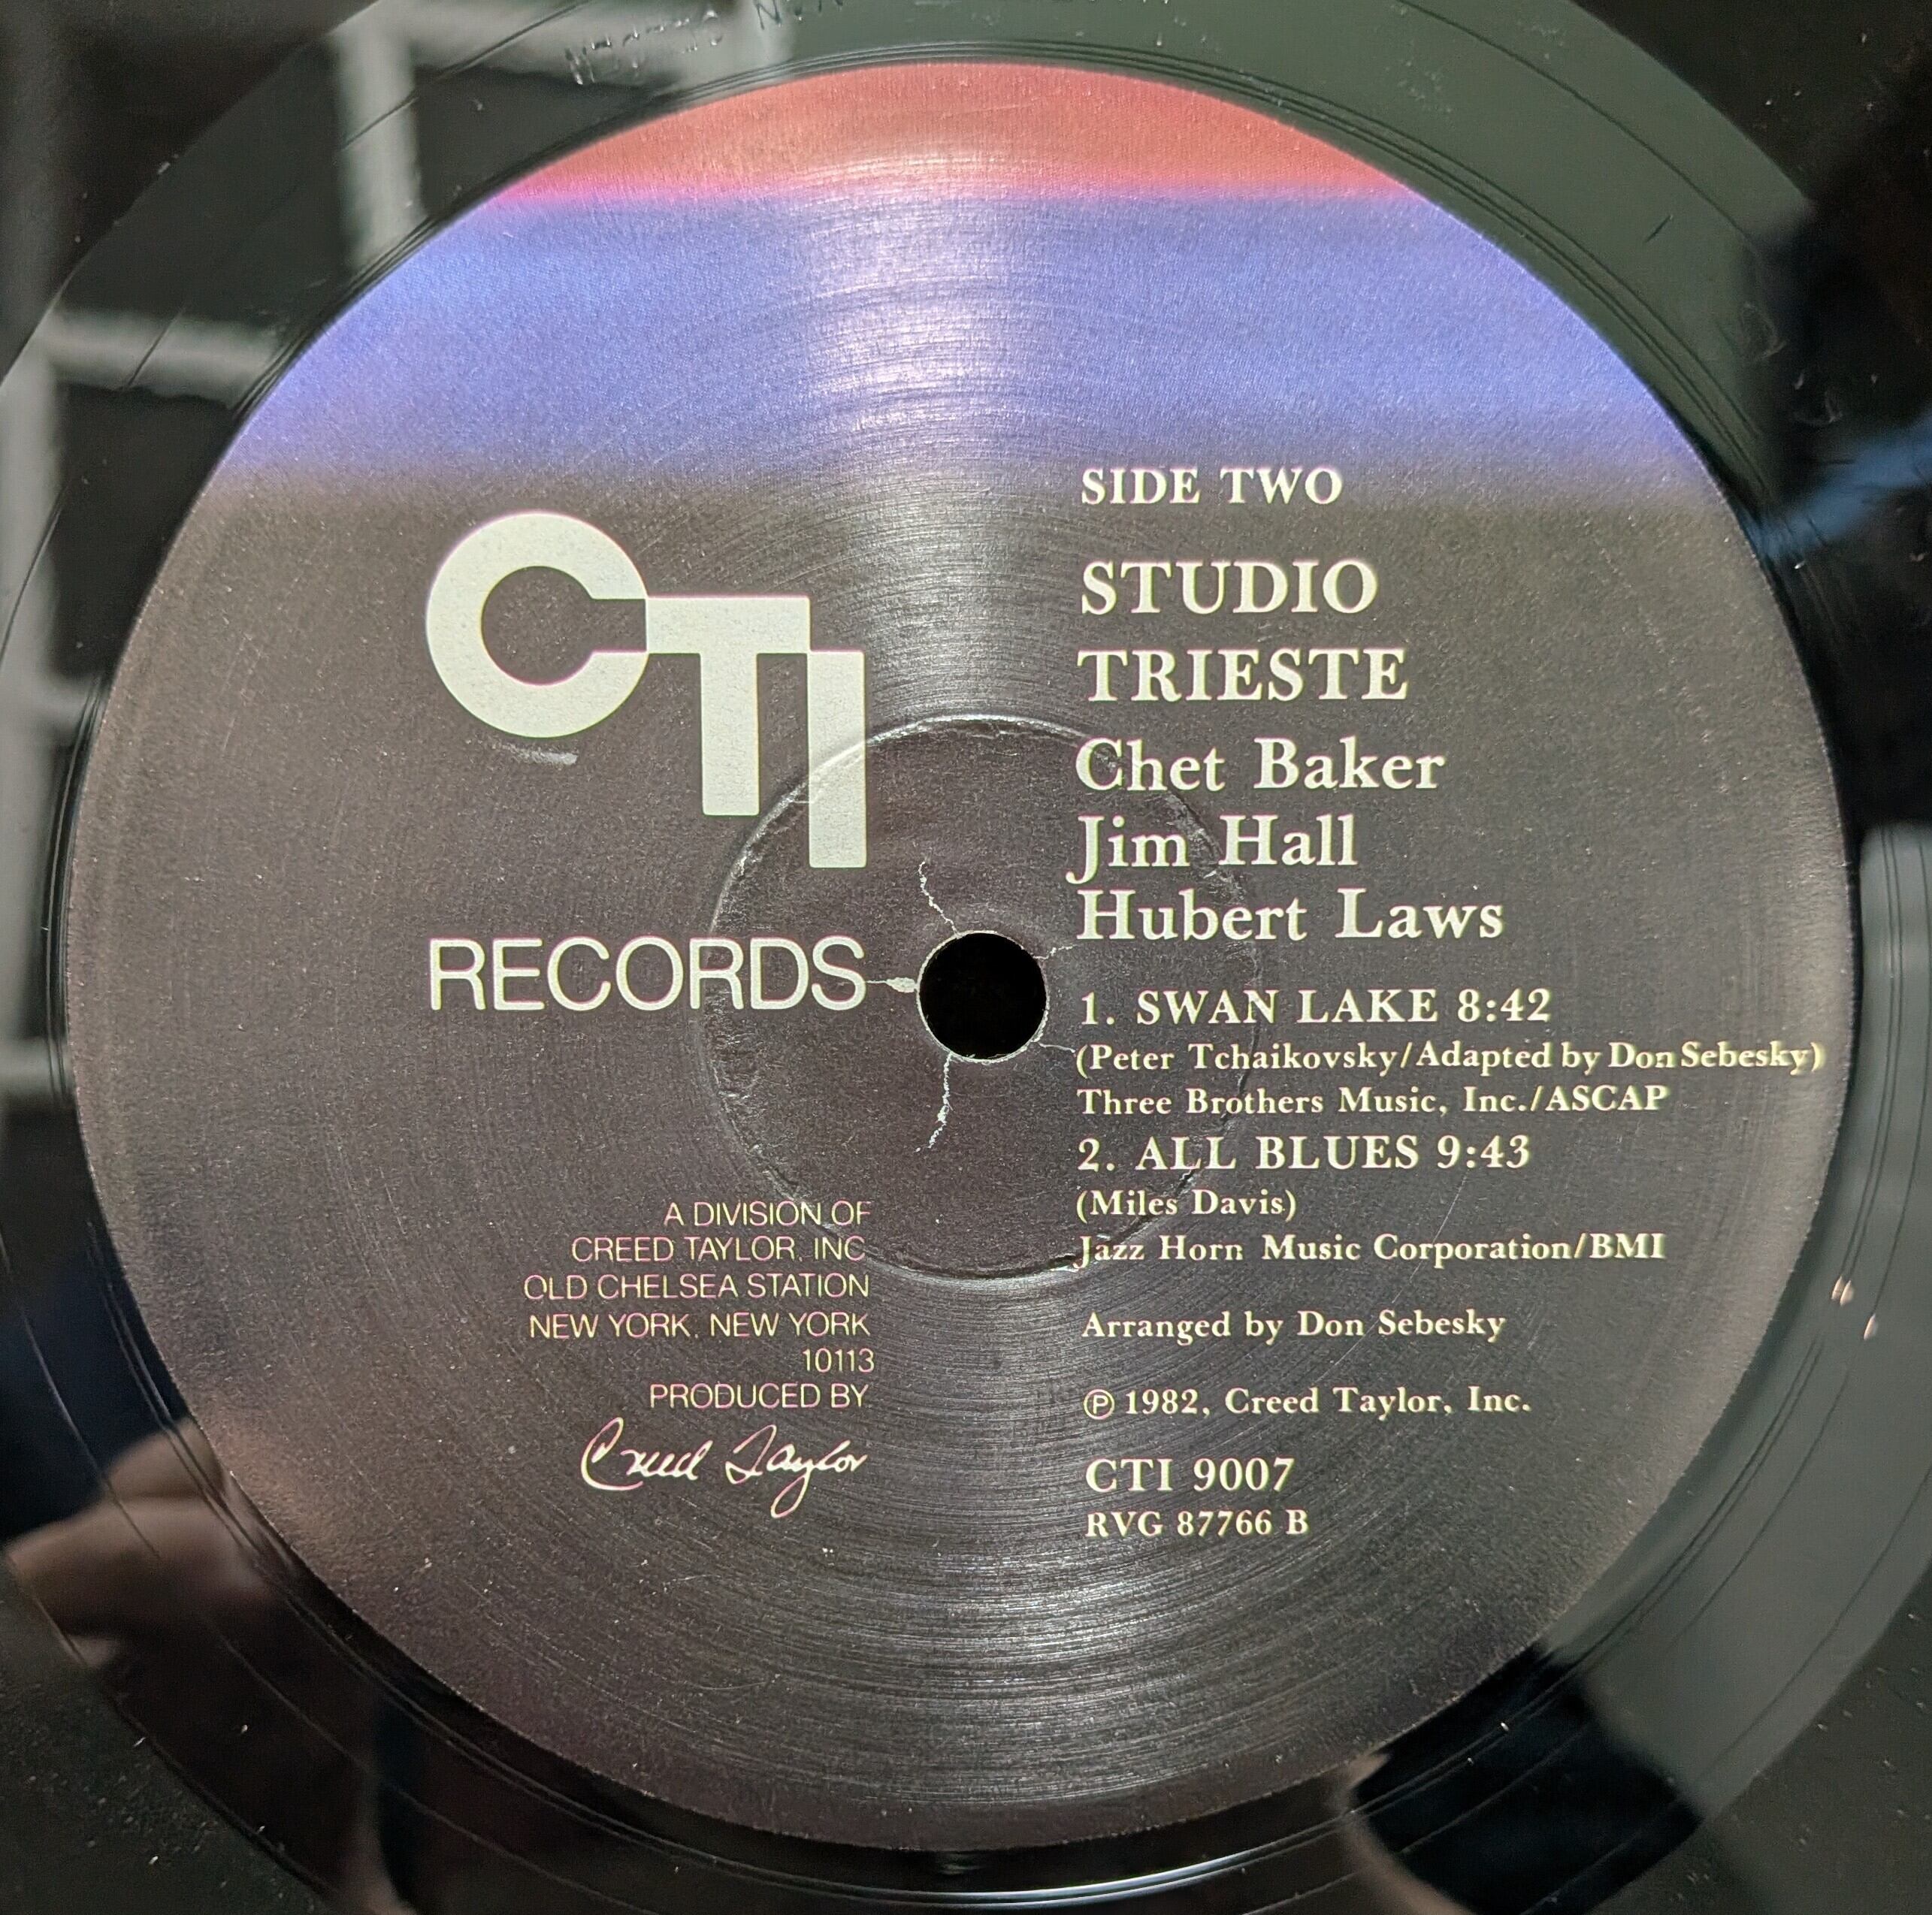 CTI
RECORDS
A DIVISION OF
CREED TAYLOR, INC
OLD CHELSEA STATION
NEW YORK, NEW YORK
10113
PRODUCED BY
Creed Taylor
SIDE TWO
STUDIO
TRIESTE
Chet Baker
Jim Hall
Hubert Laws
1. SWAN LAKE 8:42
(Peter Tchaikovsky/Adapted by Don Sebesky)
Three Brothers Music, Inc./ASCAP
2. ALL BLUES 9:43
(Miles Davis)
Jazz Horn Music Corporation/BMI
Arranged by Don Sebesky
℗ 1982, Creed Taylor, Inc.
CTI 9007
RVG 87766 B